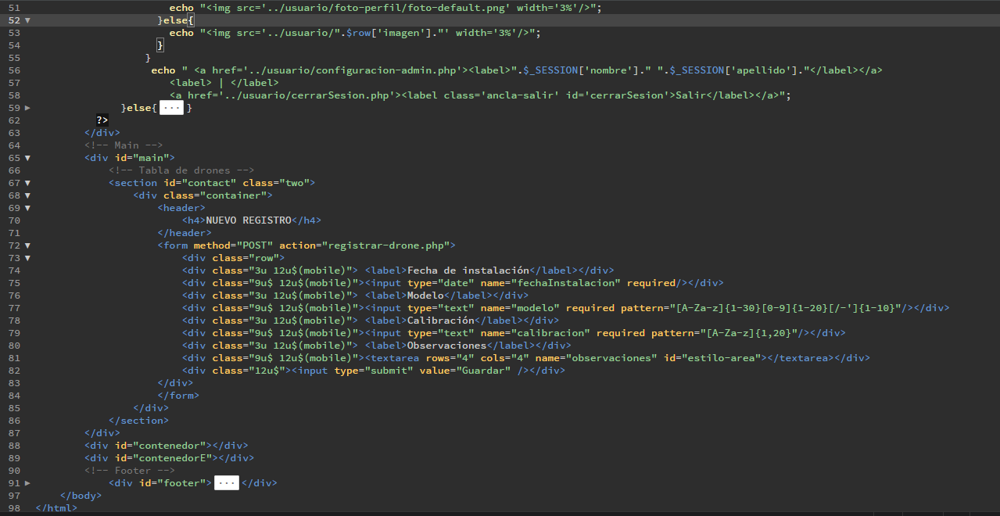 51 echo "<img src='../usuario/foto-perfil/foto-default.png' width='3%'/>";
52 }else{
53 echo "<img src='../usuario/".$row['imagen']."' width='3%'/>";
54 }
55 }
56 echo " <a href='../usuario/configuracion-admin.php'><label>".$_SESSION['nombre']." ".$_SESSION['apellido']."</label></a>
57 <label> | </label>
58 <a href='../usuario/cerrarSesion.php'><label class='ancla-salir' id='cerrarSesion'>Salir</label></a>";
59 }else{ ... }
62 ?>
63 </div>
64 <!-- Main -->
65 <div id="main">
66 <!-- Tabla de drones -->
67 <section id="contact" class="two">
68 <div class="container">
69 <header>
70 <h4>NUEVO REGISTRO</h4>
71 </header>
72 <form method="POST" action="registrar-drone.php">
73 <div class="row">
74 <div class="3u 12u$(mobile)"> <label>Fecha de instalación</label></div>
75 <div class="9u$ 12u$(mobile)"><input type="date" name="fechaInstalacion" required/></div>
76 <div class="3u 12u$(mobile)"> <label>Modelo</label></div>
77 <div class="9u$ 12u$(mobile)"><input type="text" name="modelo" required pattern="[A-Za-z]{1-30}[0-9]{1-20}[/-']{1-10}"/></div>
78 <div class="3u 12u$(mobile)"> <label>Calibración</label></div>
79 <div class="9u$ 12u$(mobile)"><input type="text" name="calibracion" required pattern="[A-Za-z]{1,20}"/></div>
80 <div class="3u 12u$(mobile)"> <label>Observaciones</label></div>
81 <div class="9u$ 12u$(mobile)"><textarea rows="4" cols="4" name="observaciones" id="estilo-area"></textarea></div>
82 <div class="12u$"><input type="submit" value="Guardar" /></div>
83 </div>
84 </form>
85 </div>
86 </section>
87 </div>
88 <div id="contenedor"></div>
89 <div id="contenedorE"></div>
90 <!-- Footer -->
91 <div id="footer"> ... </div>
97 </body>
98 </html>